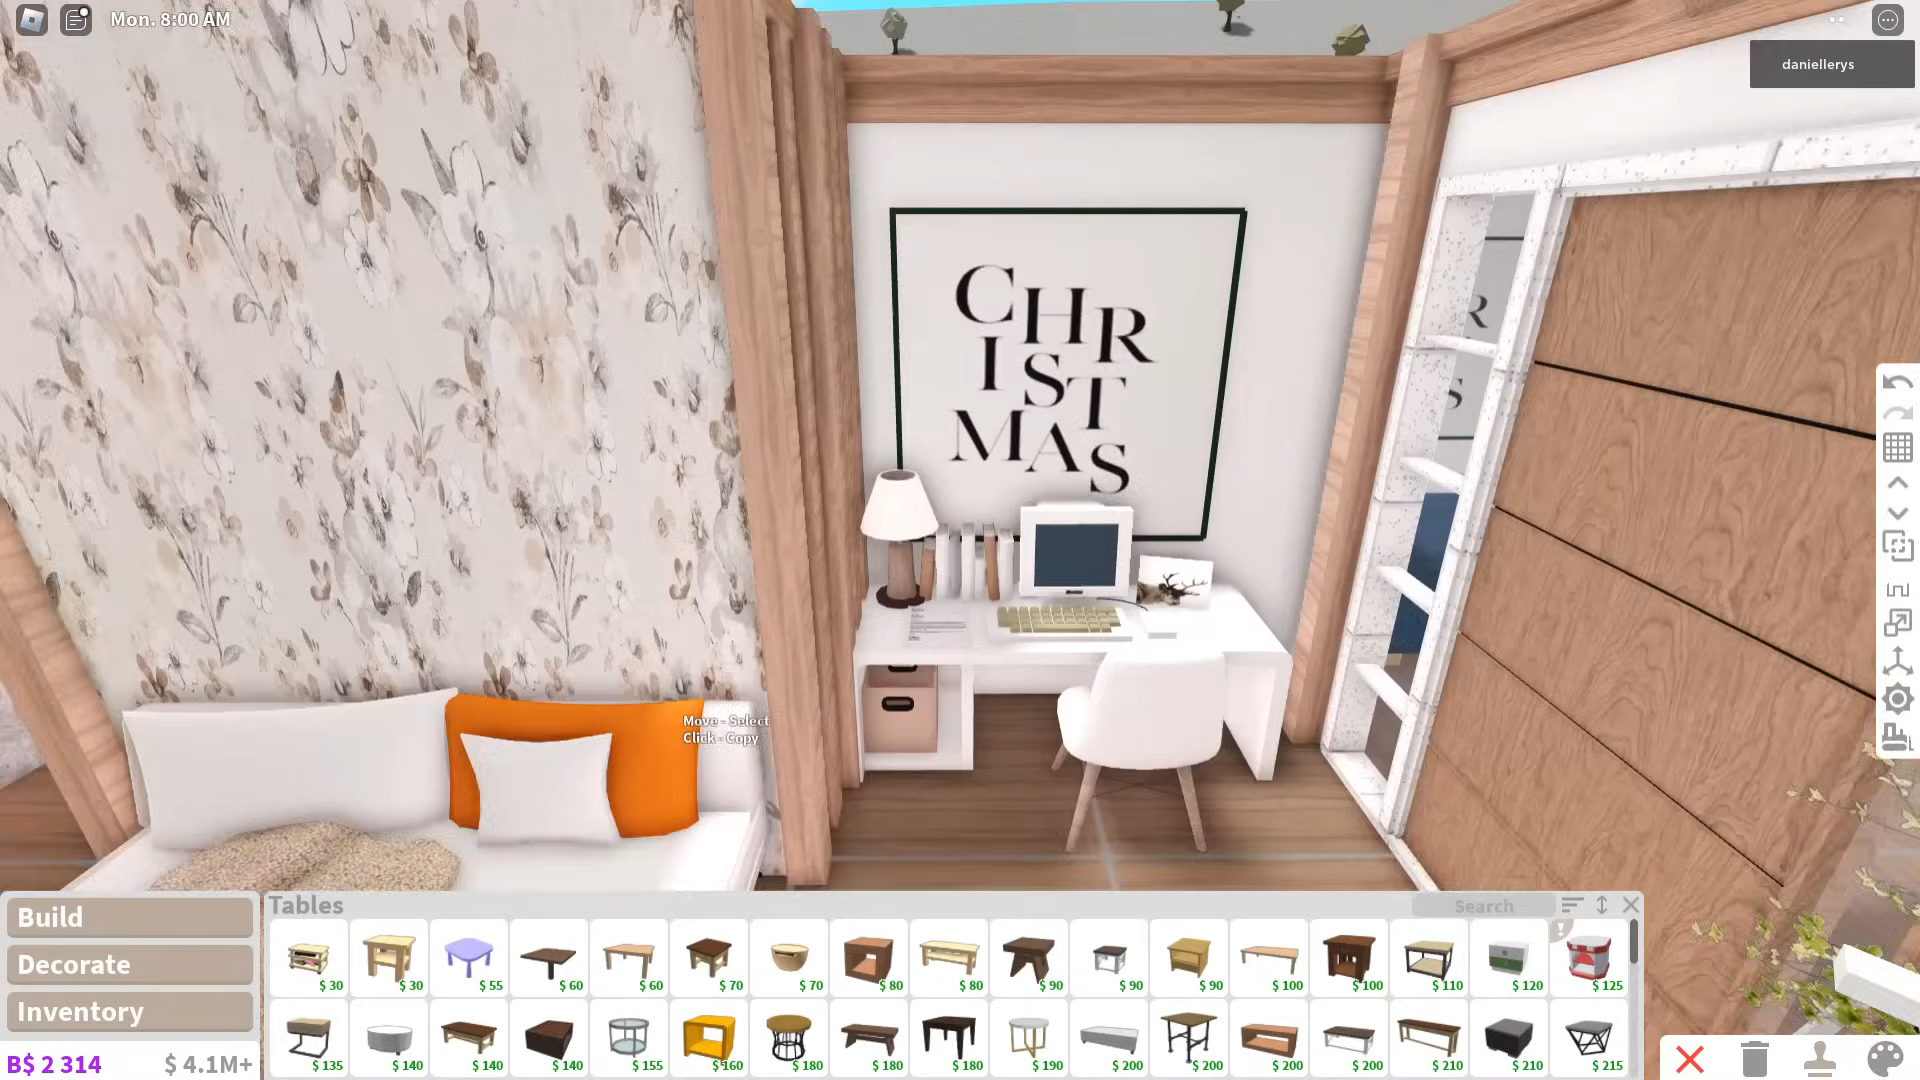 Mon. 8:00 AM
daniellerys
CHR
IST
MAS
R
S
Move - Select
Click - Copy
Build
Decorate
Inventory
B$ 2 314
$ 4.1M+
Tables
Search
$ 30
$ 30
$ 55
$ 60
$ 60
$ 70
$ 70
$ 80
$ 80
$ 90
$ 90
$ 90
$ 100
$ 100
$ 110
$ 120
$ 125
$ 135
$ 140
$ 140
$ 140
$ 155
$ 160
$ 180
$ 180
$ 180
$ 190
$ 200
$ 200
$ 200
$ 200
$ 210
$ 210
$ 215